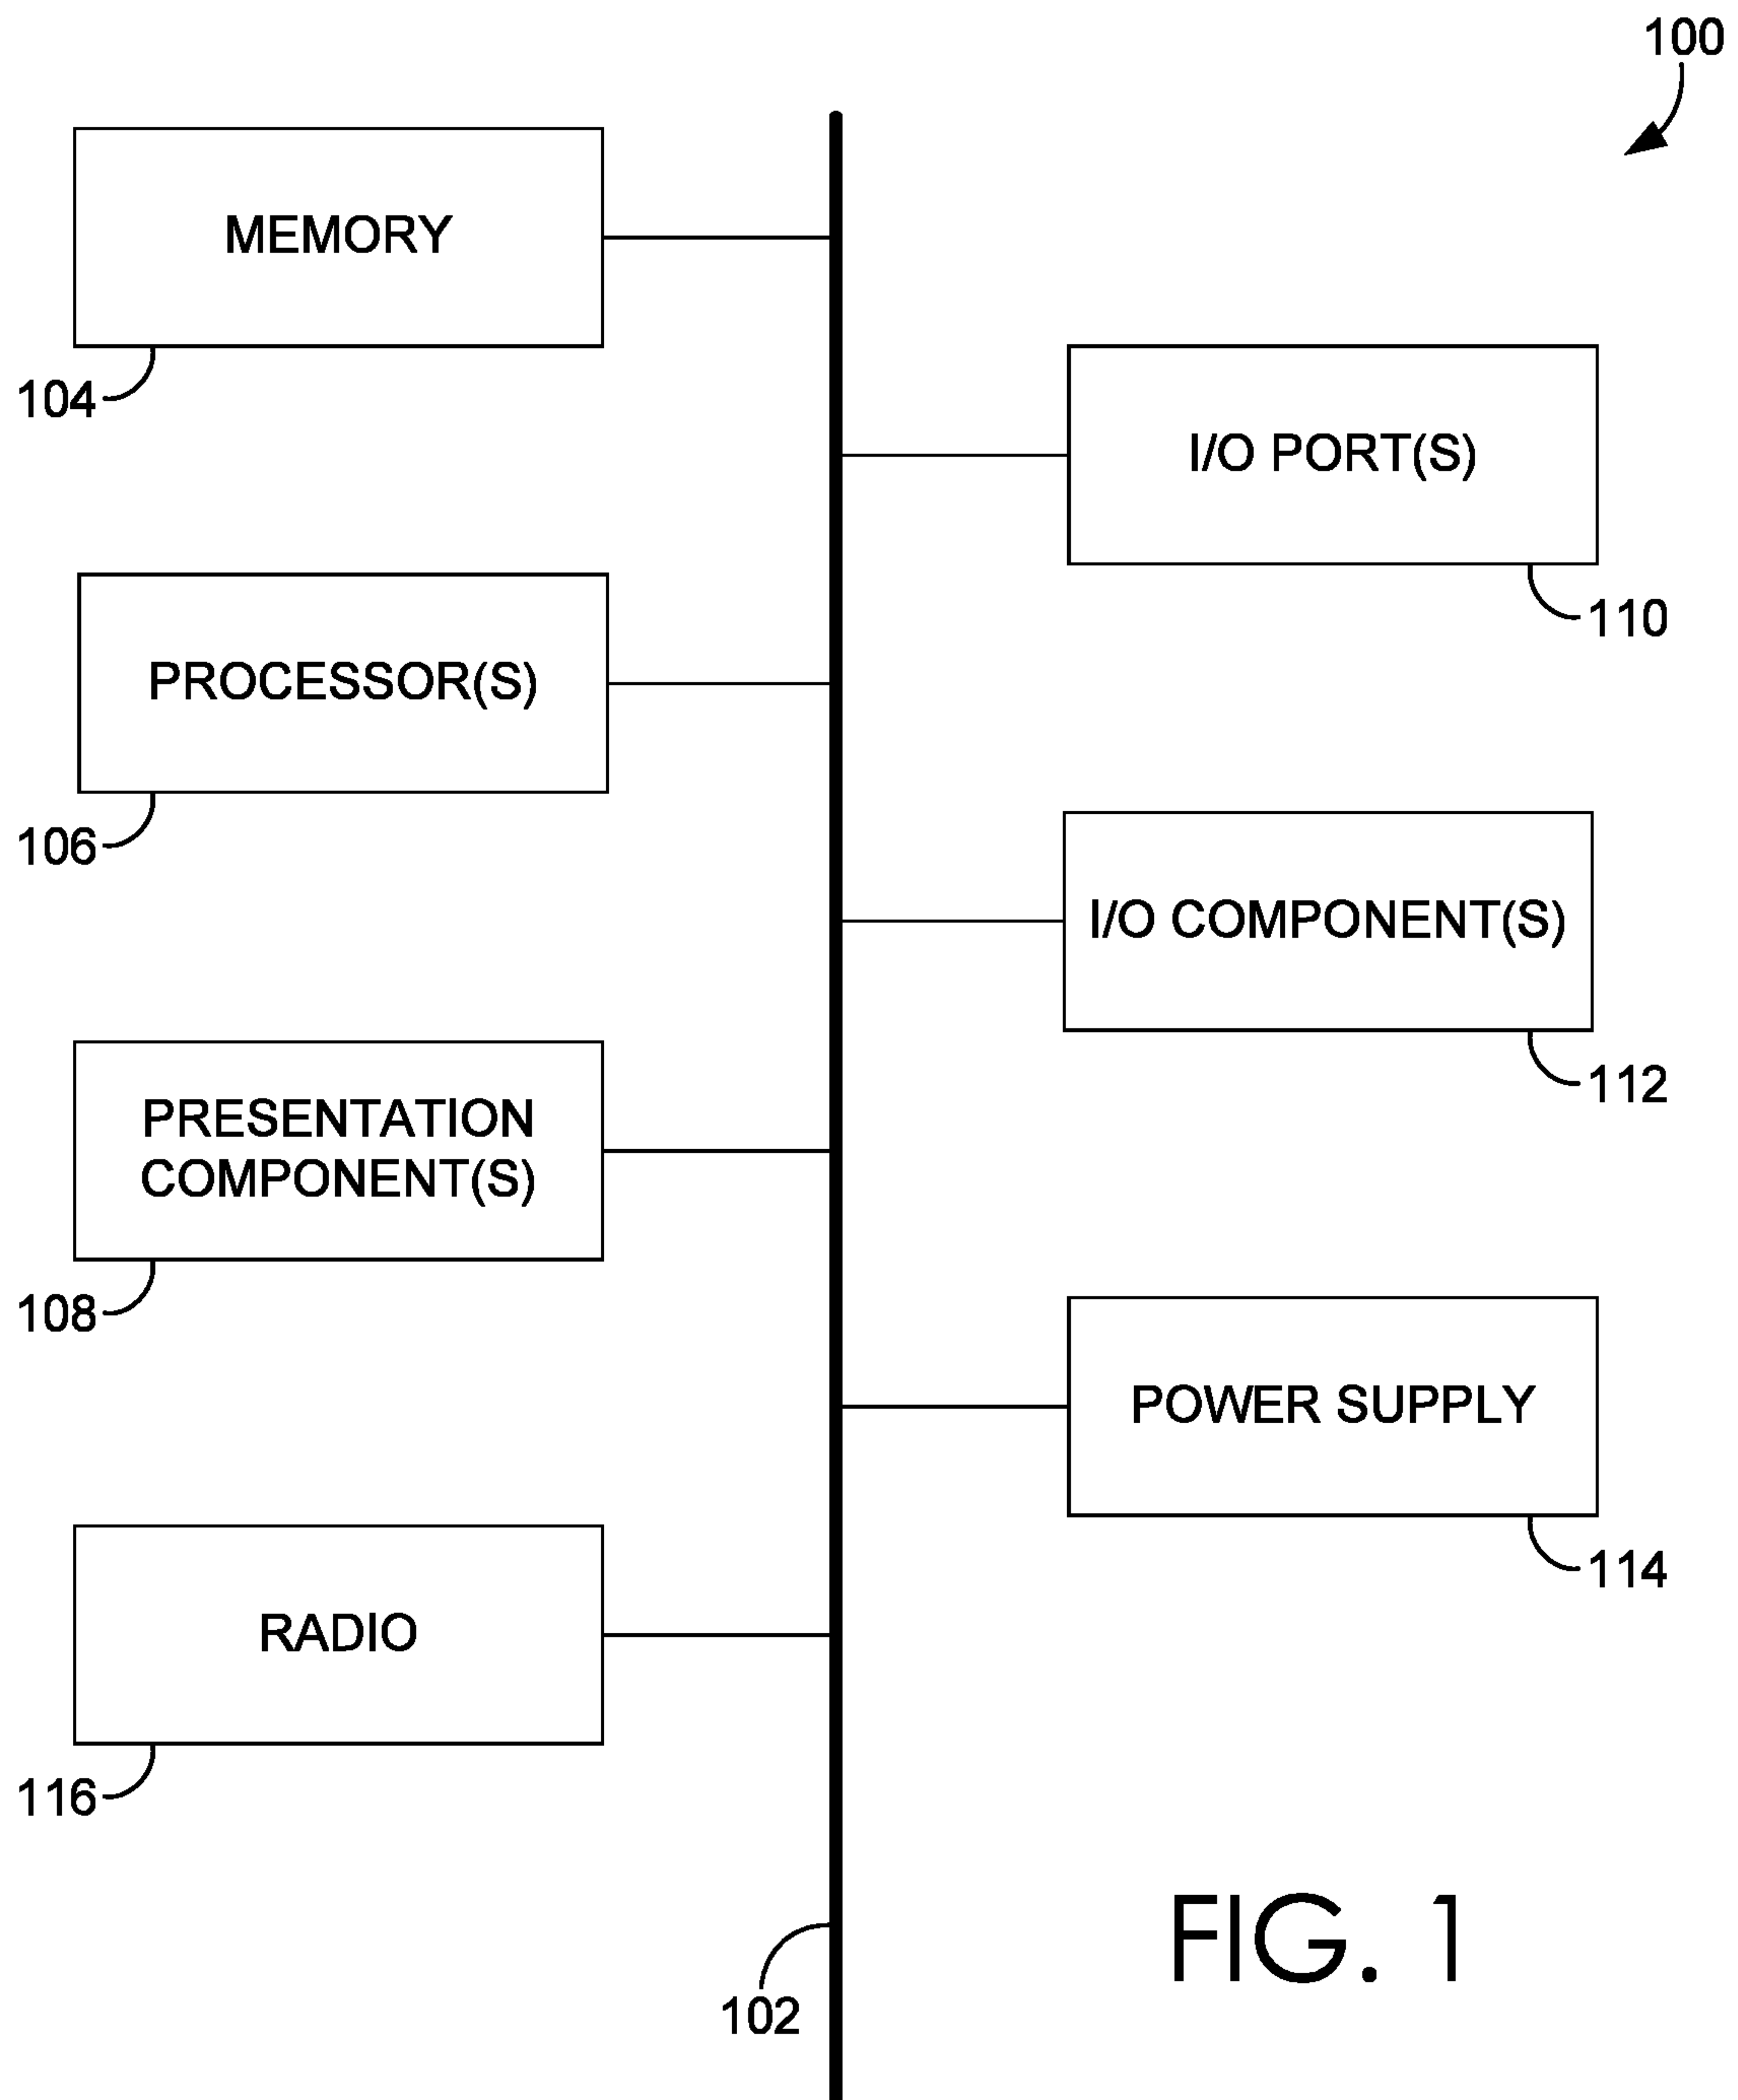 100
MEMORY
104
I/O PORT(S)
110
PROCESSOR(S)
106
I/O COMPONENT(S)
112
PRESENTATION
COMPONENT(S)
108
POWER SUPPLY
114
RADIO
116
102
FIG. 1